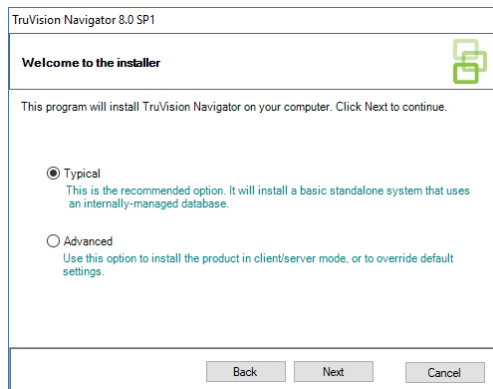 TruVision Navigator 8.0 SP1
Welcome to the installer
This program will install TruVision Navigator on your computer. Click Next to continue.
Typical
This is the recommended option. It will install a basic standalone system that uses
an internally-managed database.
Advanced
Use this option to install the product in client/server mode, or to override default
settings.
Back Next Cancel